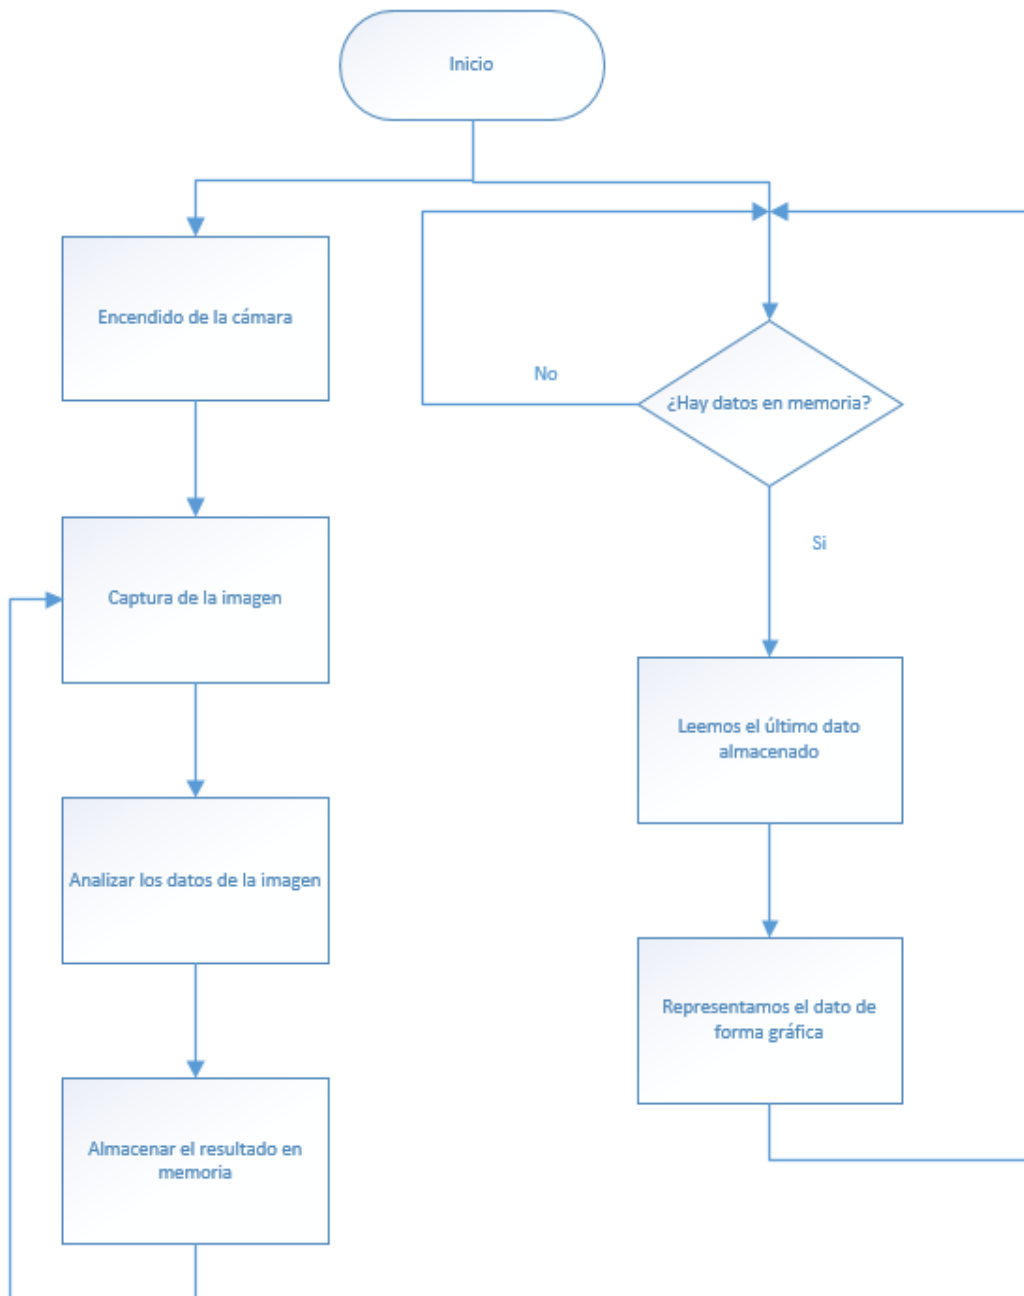 Inicio
Encendido de la cámara
No
¿Hay datos en memoria?
Si
Captura de la imagen
Leemos el último dato
almacenado
Analizar los datos de la imagen
Representamos el dato de
forma gráfica
Almacenar el resultado en
memoria